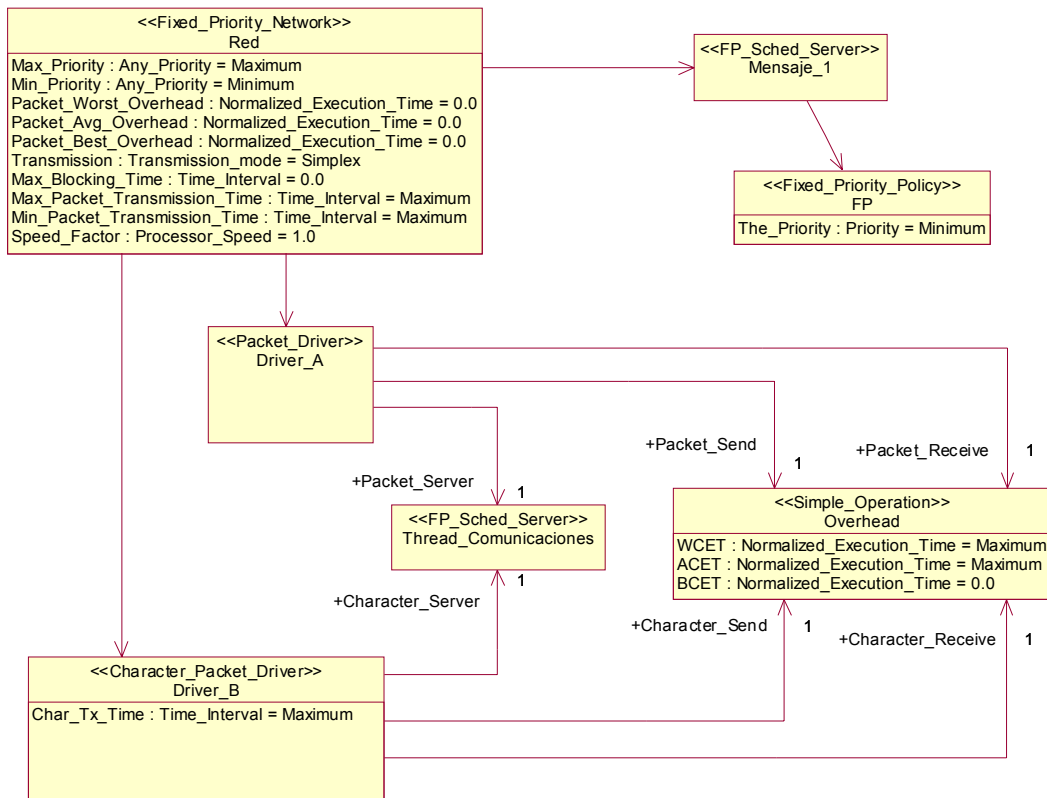 <<Fixed_Priority_Network>>
Red
Max_Priority : Any_Priority = Maximum
Min_Priority : Any_Priority = Minimum
Packet_Worst_Overhead : Normalized_Execution_Time = 0.0
Packet_Avg_Overhead : Normalized_Execution_Time = 0.0
Packet_Best_Overhead : Normalized_Execution_Time = 0.0
Transmission : Transmission_mode = Simplex
Max_Blocking_Time : Time_Interval = 0.0
Max_Packet_Transmission_Time : Time_Interval = Maximum
Min_Packet_Transmission_Time : Time_Interval = Maximum
Speed_Factor : Processor_Speed = 1.0
<<FP_Sched_Server>>
Mensaje_1
<<Fixed_Priority_Policy>>
FP
The_Priority : Priority = Minimum
<<Packet_Driver>>
Driver_A
+Packet_Send
1
+Packet_Receive
1
+Packet_Server
1
<<FP_Sched_Server>>
Thread_Comunicaciones
<<Simple_Operation>>
Overhead
WCET : Normalized_Execution_Time = Maximum
ACET : Normalized_Execution_Time = Maximum
BCET : Normalized_Execution_Time = 0.0
+Character_Server
1
+Character_Send
1
+Character_Receive
1
<<Character_Packet_Driver>>
Driver_B
Char_Tx_Time : Time_Interval = Maximum